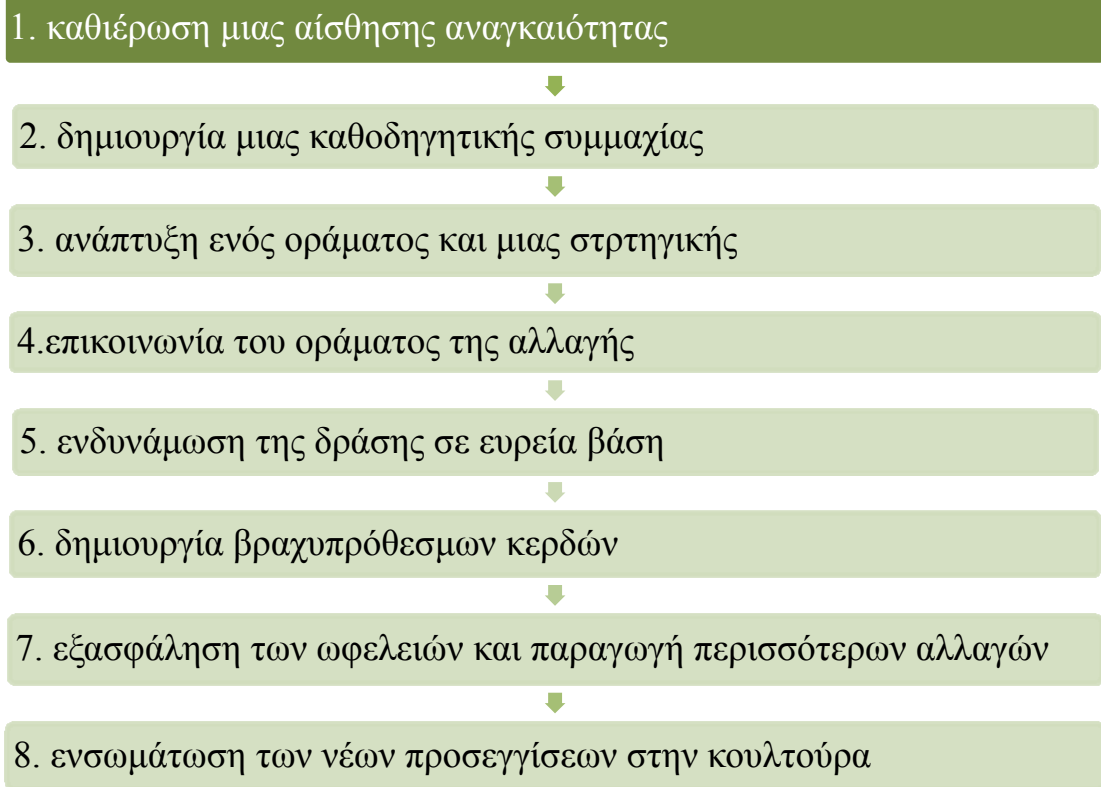 1. καθιέρωση μιας αίσθησης αναγκαιότητας
2. δημιουργία μιας καθοδηγητικής συμμαχίας
3. ανάπτυξη ενός οράματος και μιας στρτηγικής
4.επικοινωνία του οράματος της αλλαγής
5. ενδυνάμωση της δράσης σε ευρεία βάση
6. δημιουργία βραχυπρόθεσμων κερδών
7. εξασφάληση των ωφελειών και παραγωγή περισσότερων αλλαγών
8. ενσωμάτωση των νέων προσεγγίσεων στην κουλτούρα